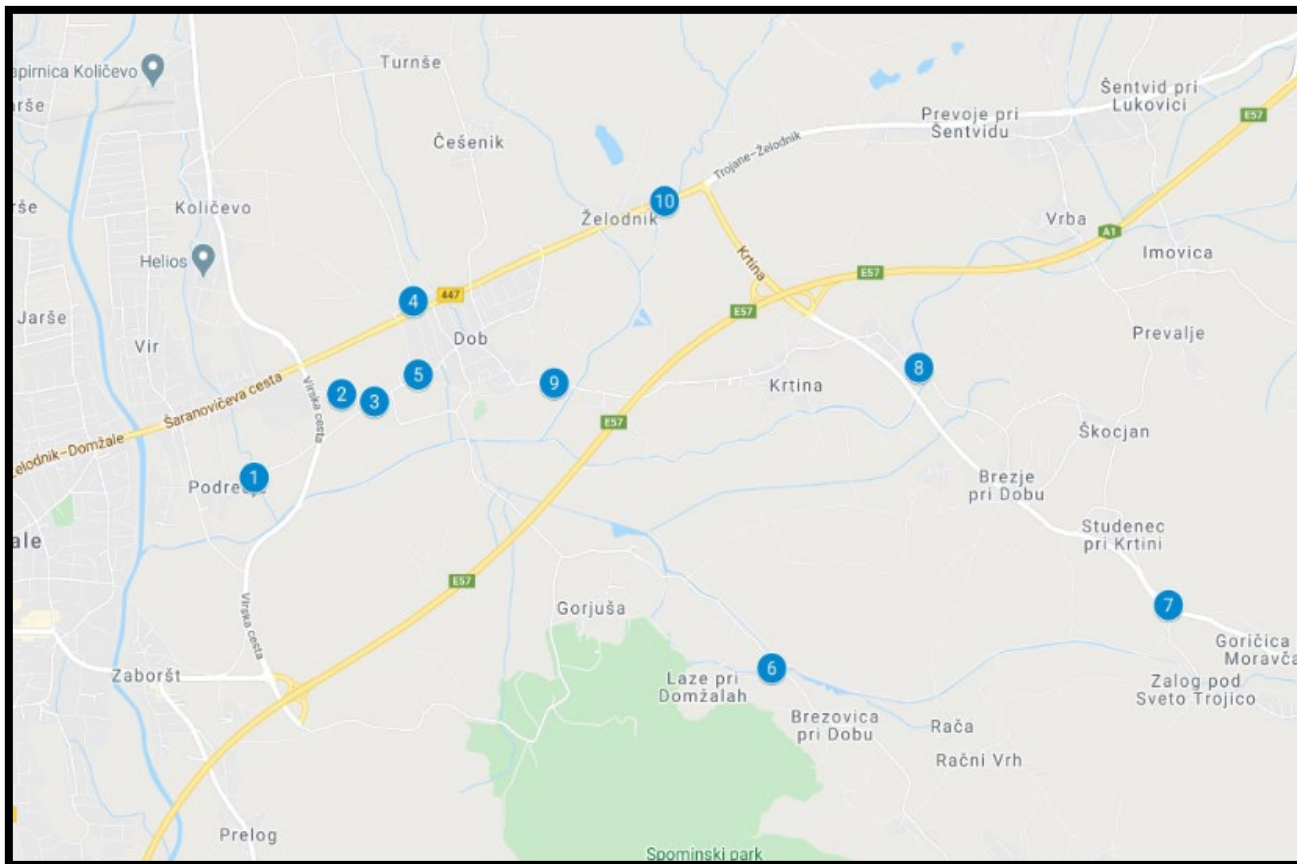 Turnše
apirnica Količevo
arše
Šentvid pri
Lukovici
Prevoje pri
Šentvidu
E57
Češenik
Trojane-Želodnik
10
Želodnik
rše
Količevo
Vrba
A1
Krtina
Imovica
Helios
E57
4
447
E57
Jarše
Vir
Dob
Prevalje
8
5
9
Krtina
2
3
Virska cesta
Šaranovičeva cesta
E57
Želodnik-Domžale
Škocjan
1
Brezje
pri Dobu
ale
Studenec
pri Krtini
E57
Virska cesta
Gorjuša
7
Goričica
Moravča
6
Zaboršt
Laze pri
Domžalah
Zalog pod
Sveto Trojico
Brezovica
pri Dobu
Rača
Račni Vrh
Prelog
Spominski park